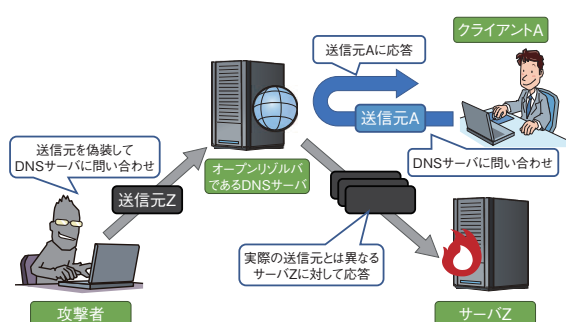 クライアントA
送信元Aに応答
送信元A
DNSサーバに問い合わせ
オープンリゾルバ
であるDNSサーバ
送信元を偽装して
DNSサーバに問い合わせ
送信元Z
実際の送信元とは異なる
サーバZに対して応答
攻撃者
サーバZ